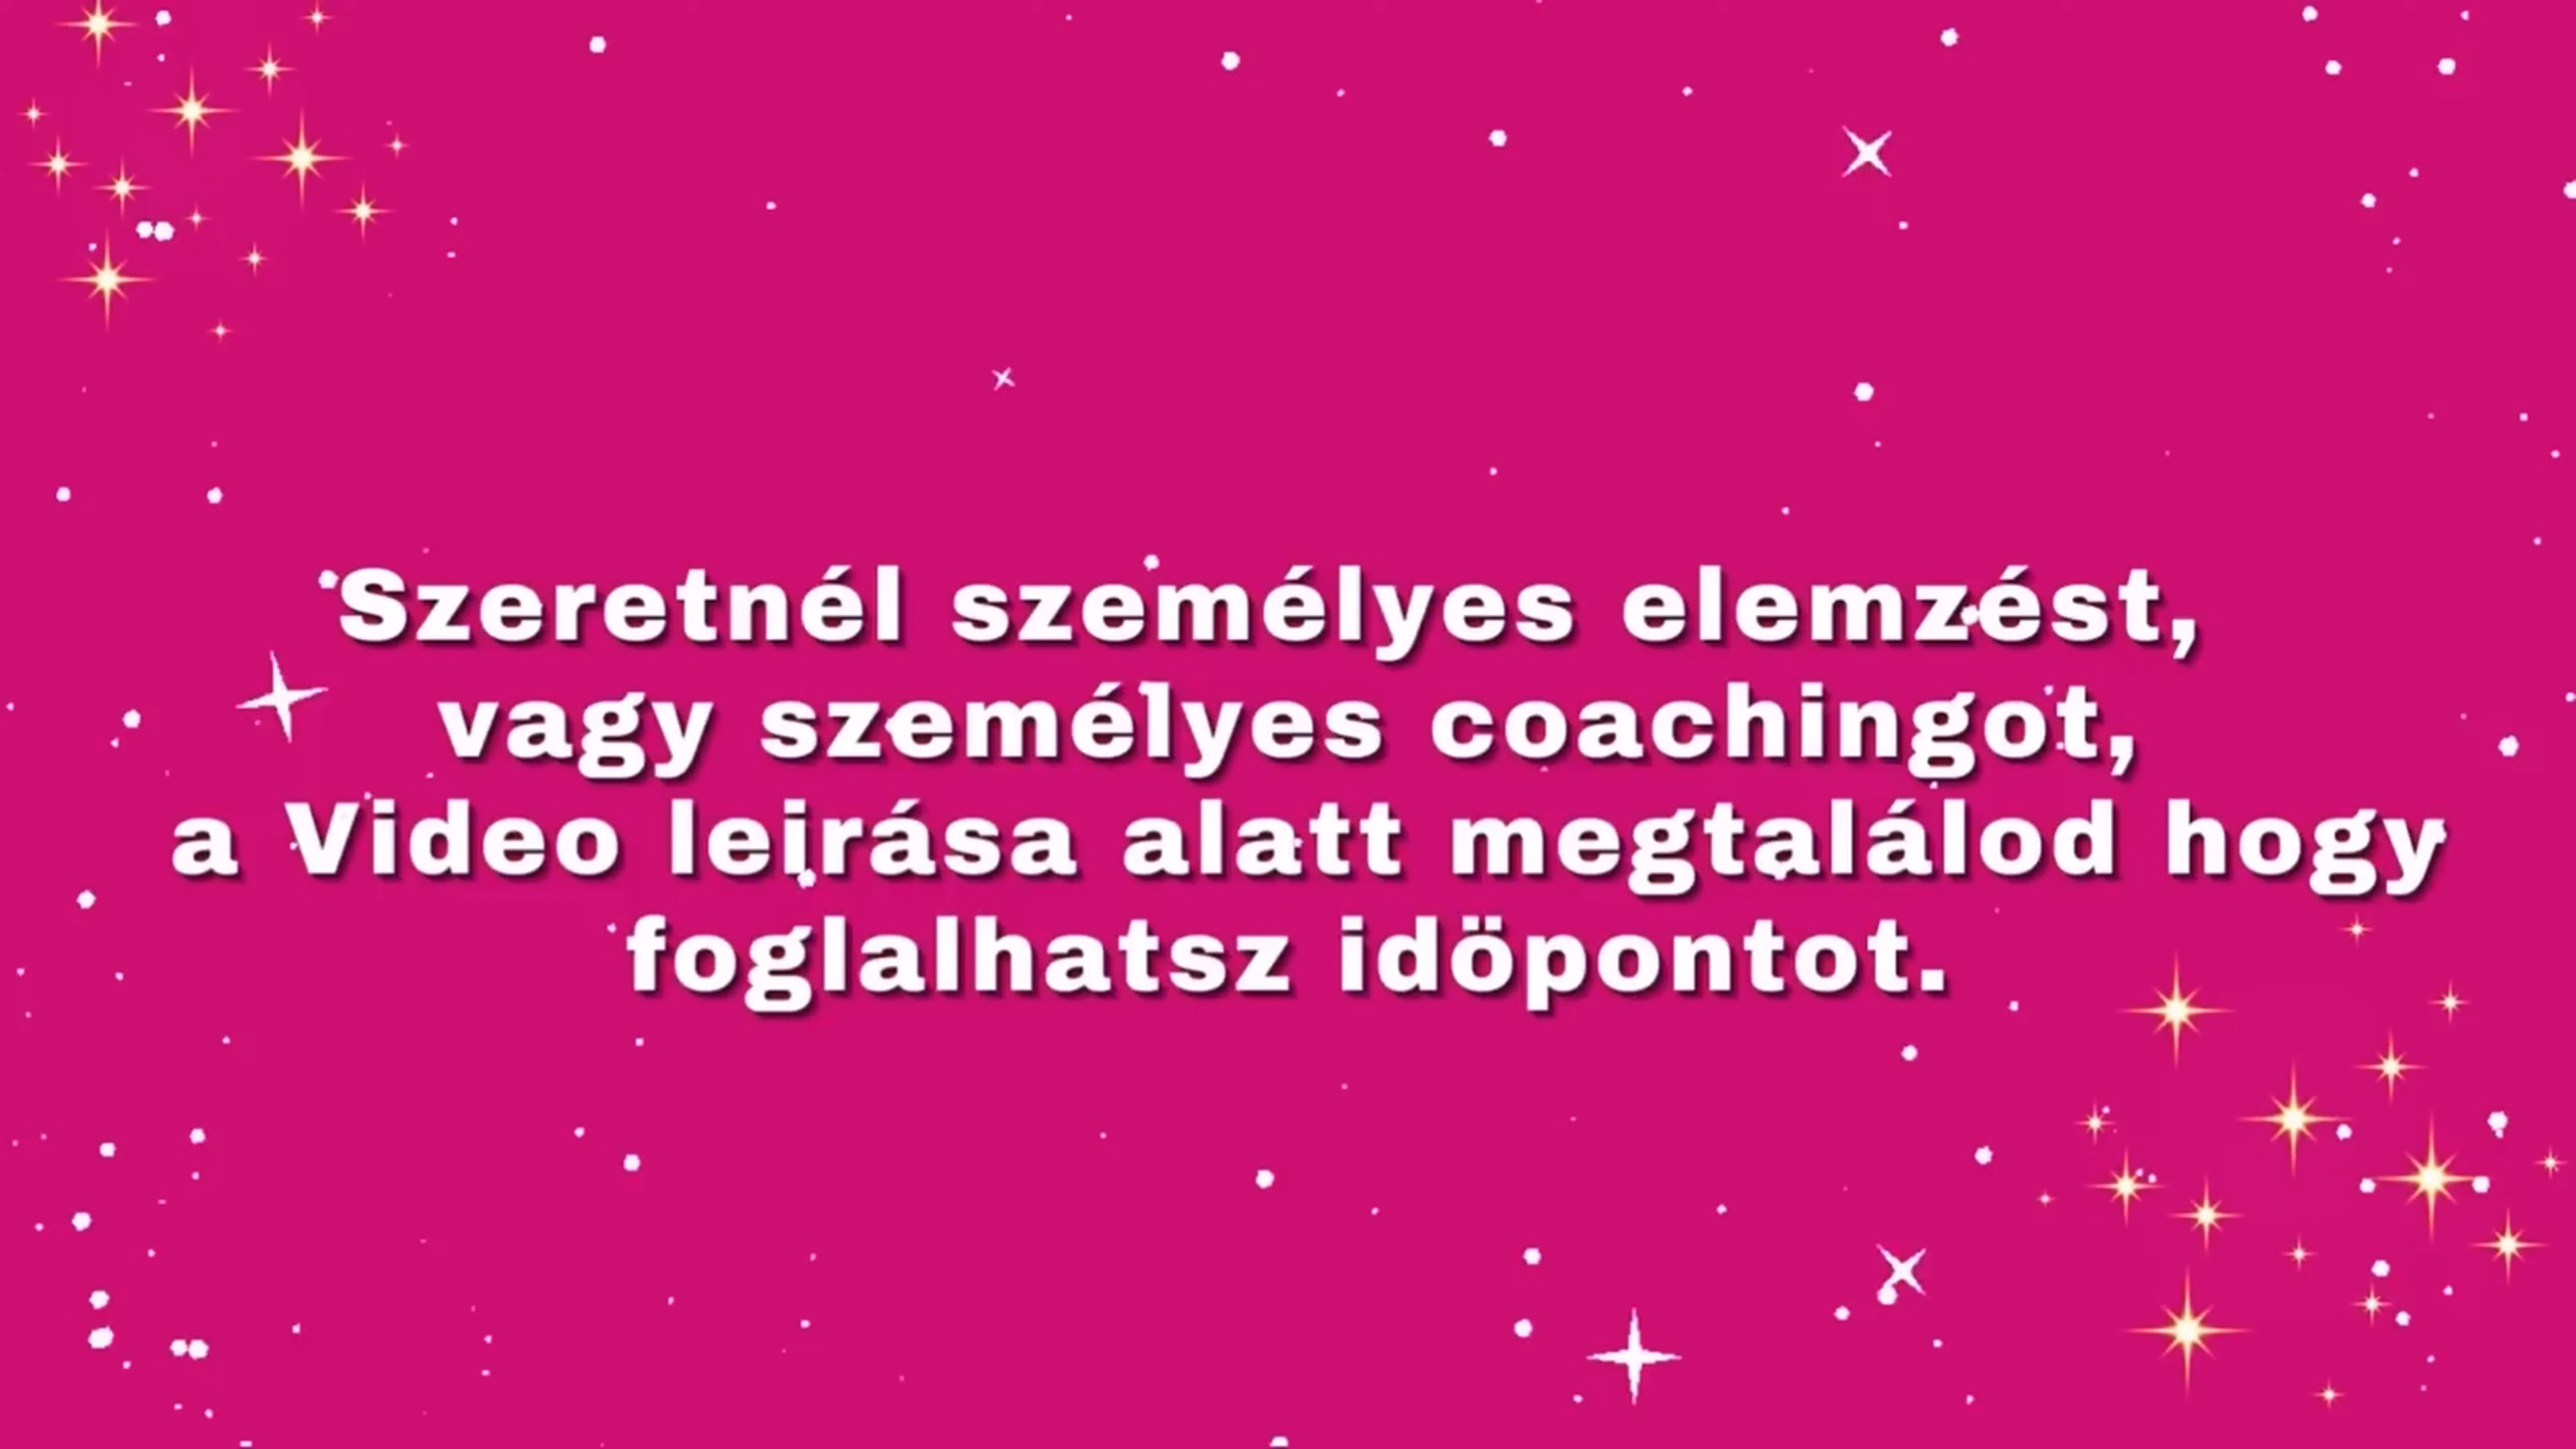 Szeretnél személyes elemzést,
vagy személyes coachingot,
a Video leirása alatt megtalálod hogy
foglalhatsz idöpontot.